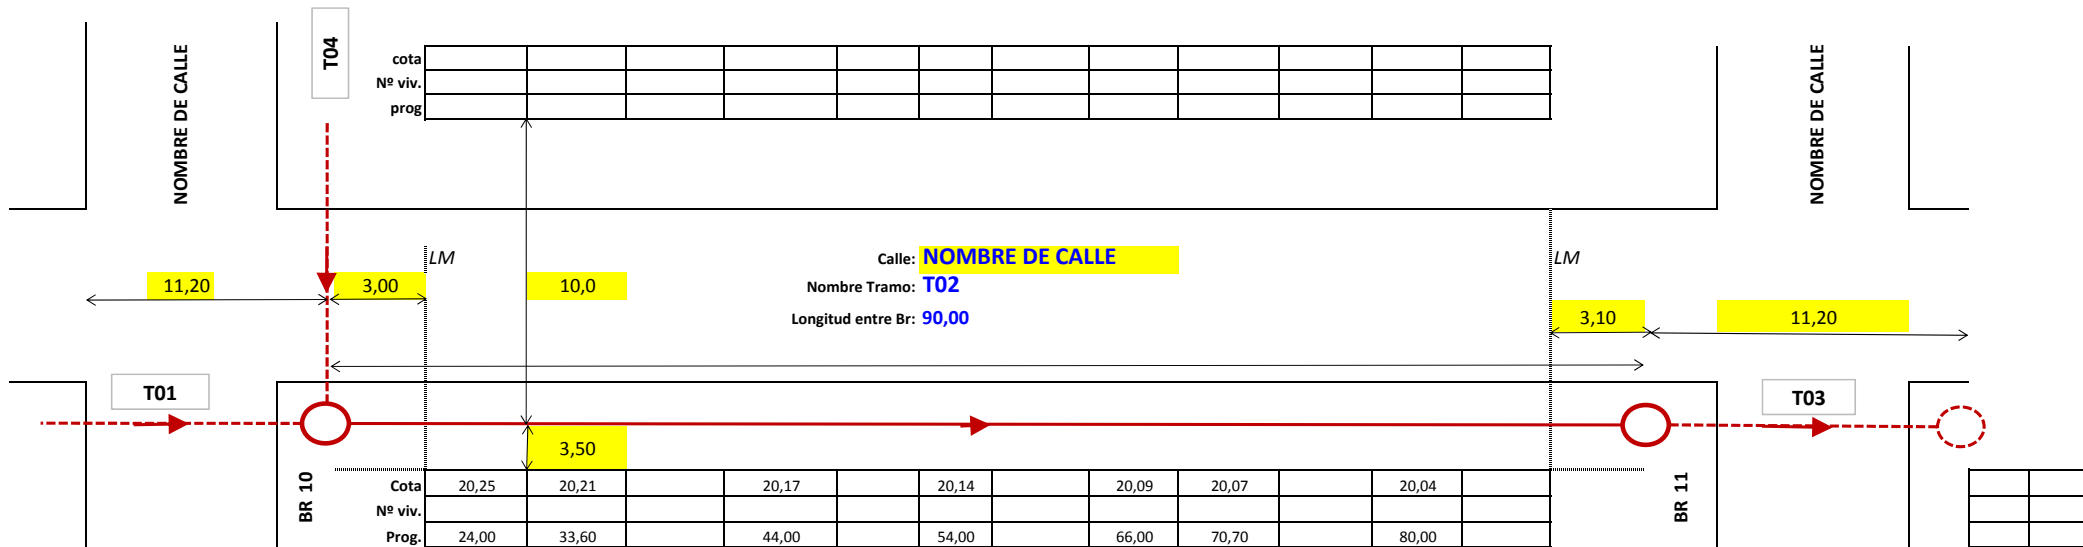 T04
NOMBRE DE CALLE
NOMBRE DE CALLE
cota
Nº viv.
prog
LM
Calle: NOMBRE DE CALLE
LM
11,20
3,00
10,0
Nombre Tramo: T02
Longitud entre Br: 90,00
3,10
11,20
T01
T03
3,50
BR 10
BR 11
Cota 20,25 20,21 20,17 20,14 20,09 20,07 20,04
Nº viv.
Prog. 24,00 33,60 44,00 54,00 66,00 70,70 80,00